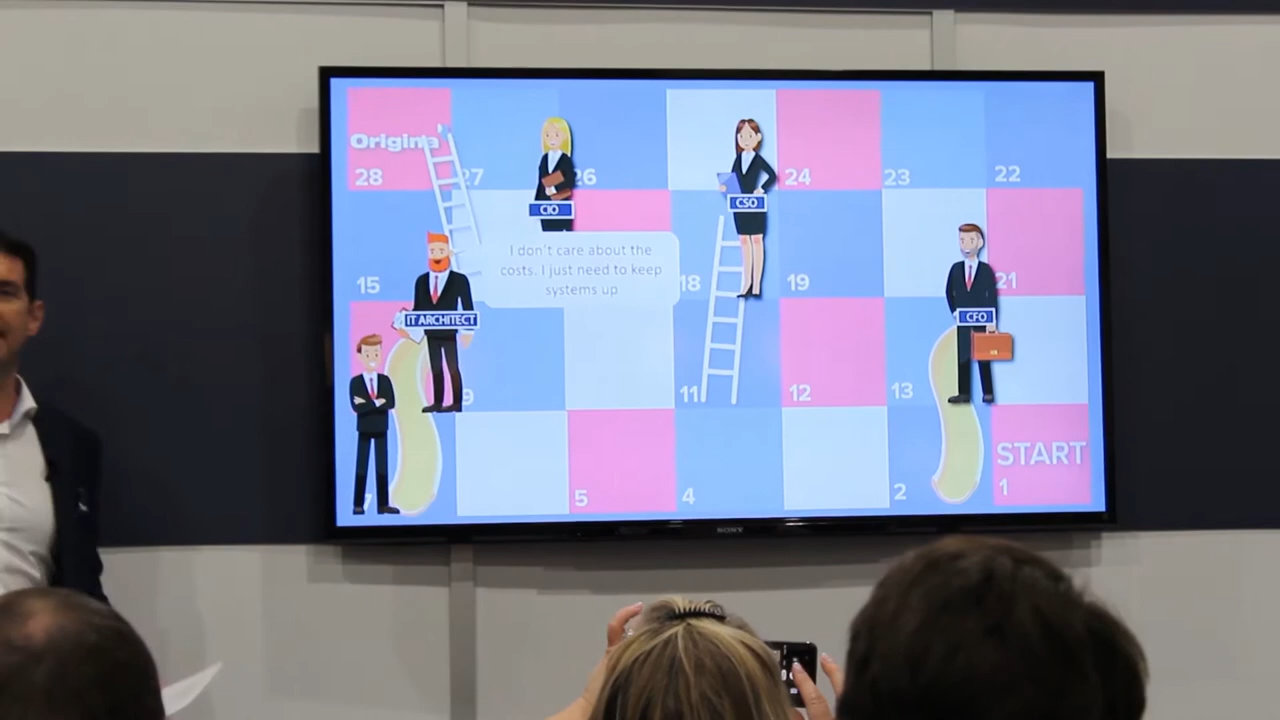 Origina
28
27
CIO
26
CSO
24
23
22
I don't care about the
costs. I just need to keep
systems up
15
18
19
21
IT ARCHITECT
CFO
9
11
12
13
START
1
7
5
4
2
SONY